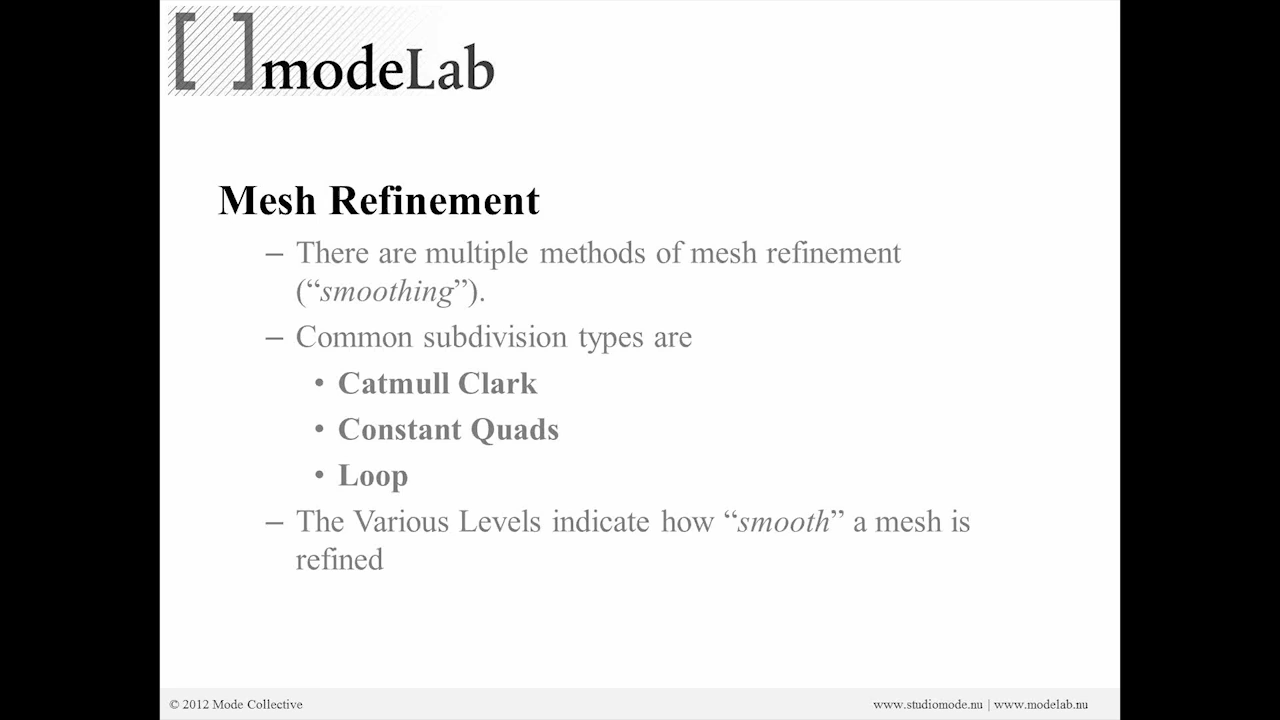 [ ] modeLab
Mesh Refinement
– There are multiple methods of mesh refinement
(“smoothing”).
– Common subdivision types are
• Catmull Clark
• Constant Quads
• Loop
– The Various Levels indicate how “smooth” a mesh is
refined
© 2012 Mode Collective
www.studiomode.nu | www.modelab.nu